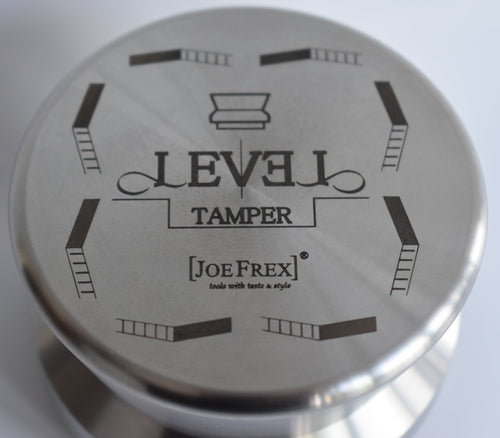 LEVEL
TAMPER
[JOEFREX]®
tools with taste & style